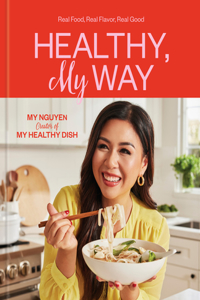 Real Food, Real Flavor, Real Good
HEALTHY,
My WAY
MY NGUYEN
Creator of
MY HEALTHY DISH